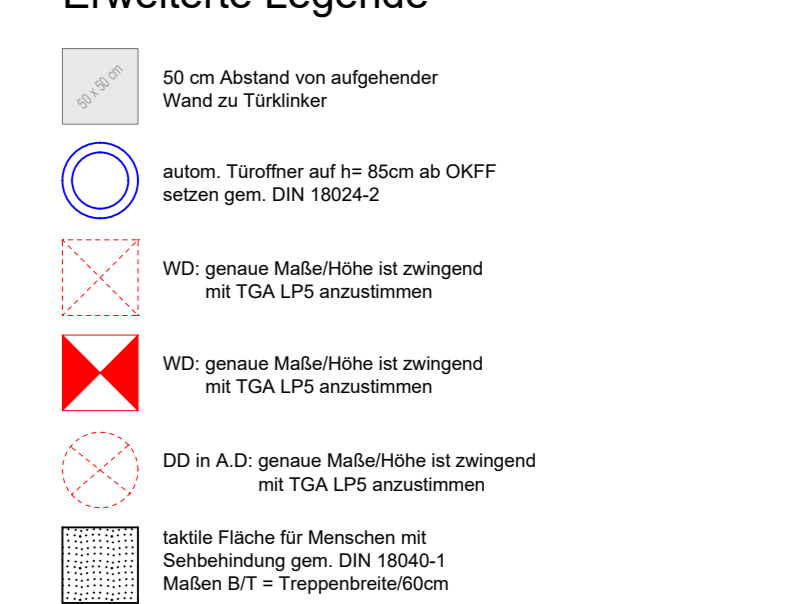 Erweiterte Legende
50 x 50 cm
50 cm Abstand von aufgehender
Wand zu Türklinker
autom. Türoffner auf h= 85cm ab OKFF
setzen gem. DIN 18024-2
WD: genaue Maße/Höhe ist zwingend
mit TGA LP5 anzustimmen
WD: genaue Maße/Höhe ist zwingend
mit TGA LP5 anzustimmen
DD in A.D: genaue Maße/Höhe ist zwingend
mit TGA LP5 anzustimmen
taktile Fläche für Menschen mit
Sehbehindung gem. DIN 18040-1
Maßen B/T = Treppenbreite/60cm